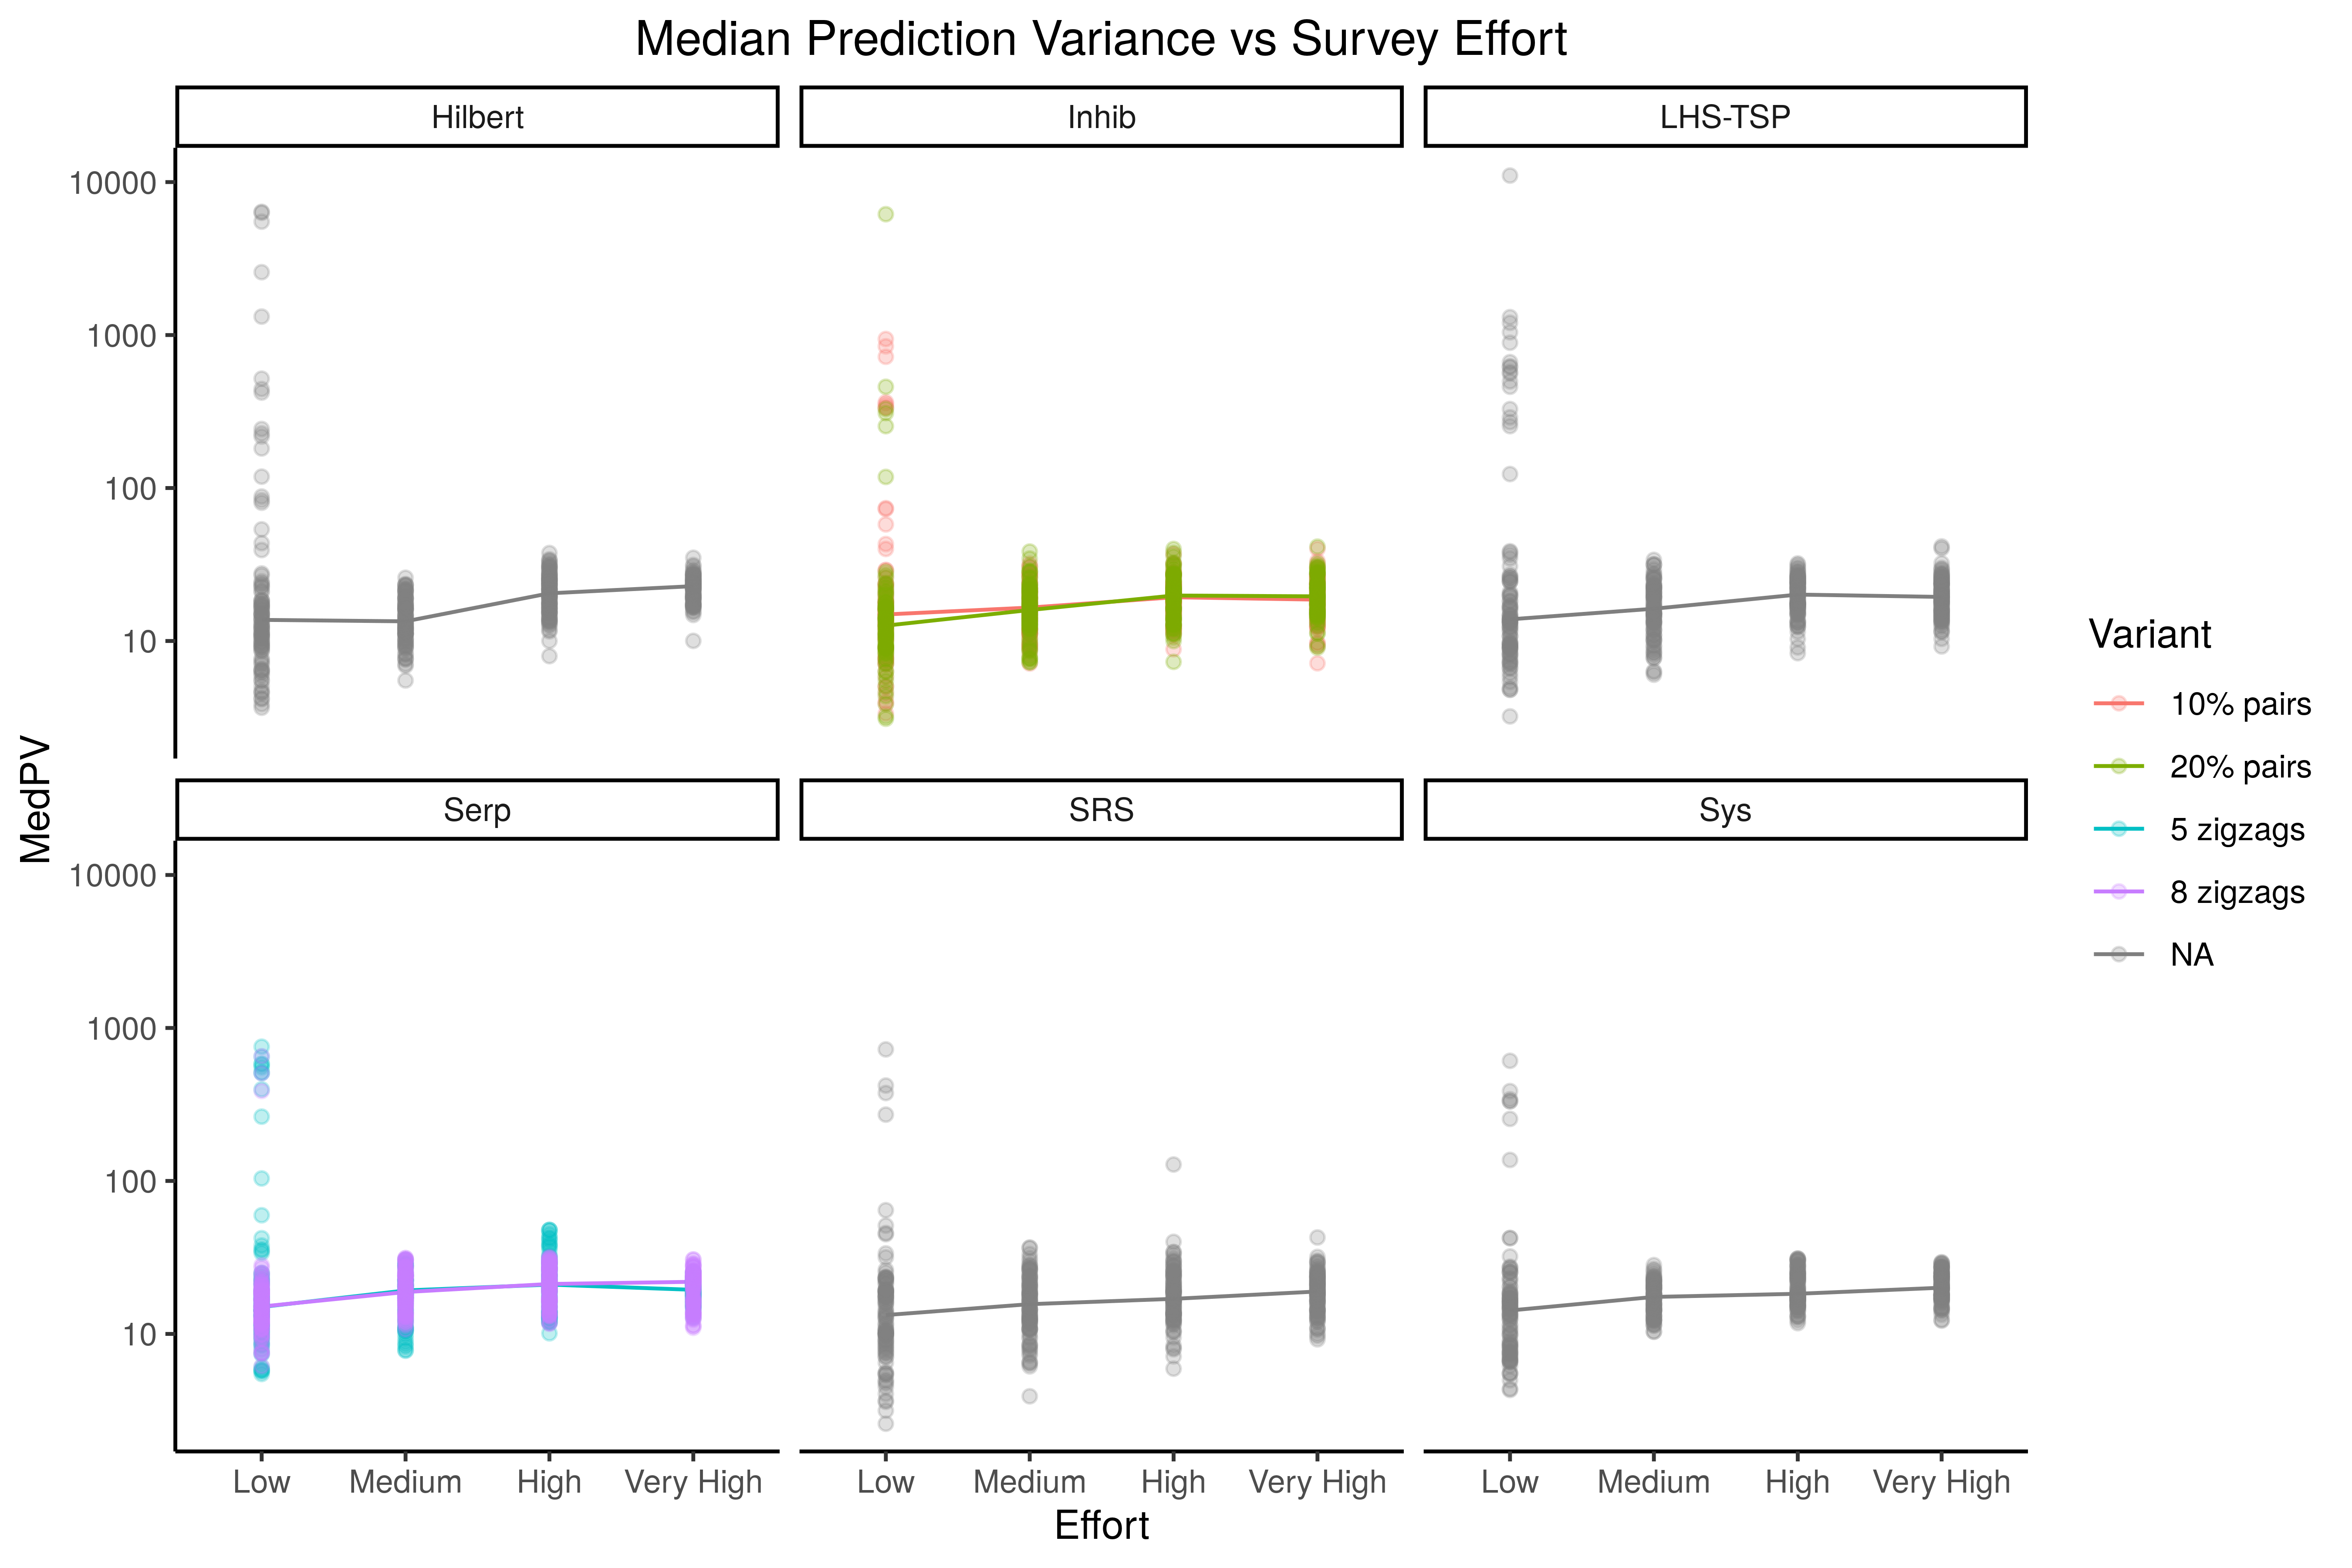 Median Prediction Variance vs Survey Effort
Hilbert
Inhib
LHS-TSP
10000
1000
100
10
Serp
SRS
Sys
10000
1000
100
10
MedPV
Low Medium High Very High
Low Medium High Very High
Low Medium High Very High
Effort
Variant
10% pairs
20% pairs
5 zigzags
8 zigzags
NA